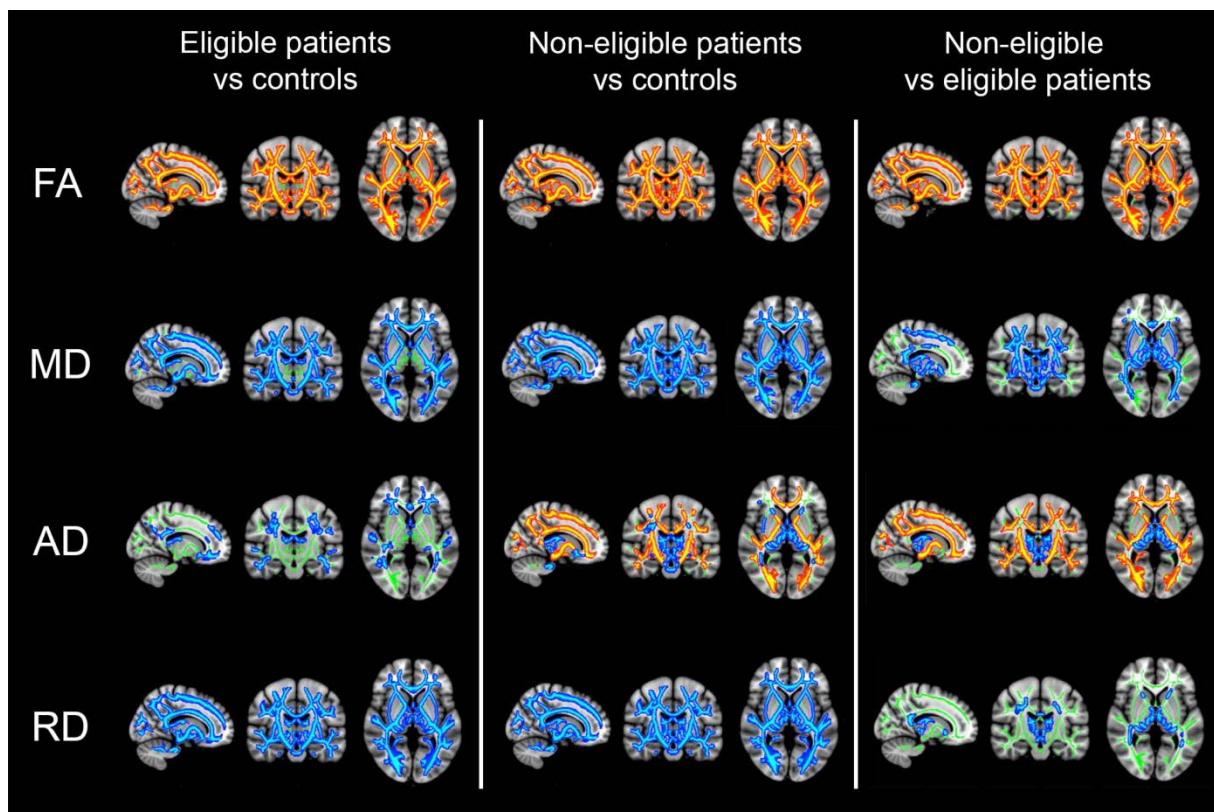 Eligible patients
vs controls
Non-eligible patients
vs controls
Non-eligible
vs eligible patients
FA
MD
AD
RD